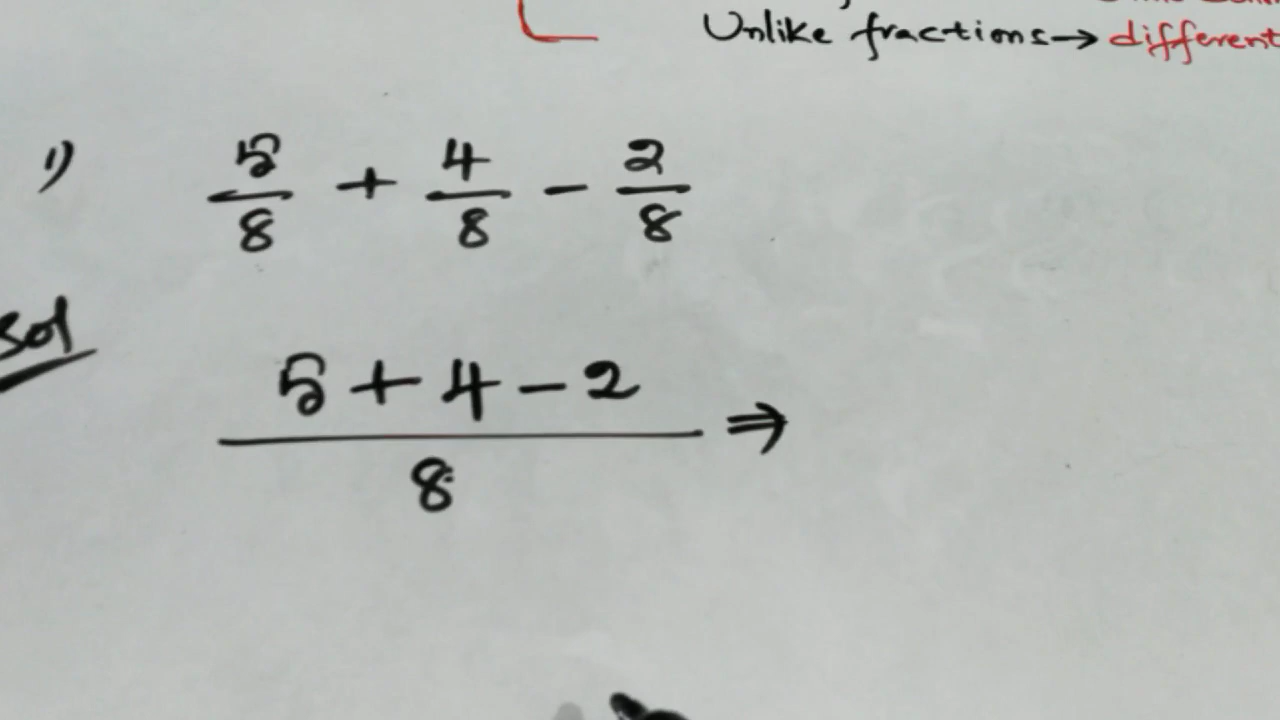 Unlike fractions → different
1) 5/8 + 4/8 - 2/8
Sol
5 + 4 - 2 / 8 ⇒